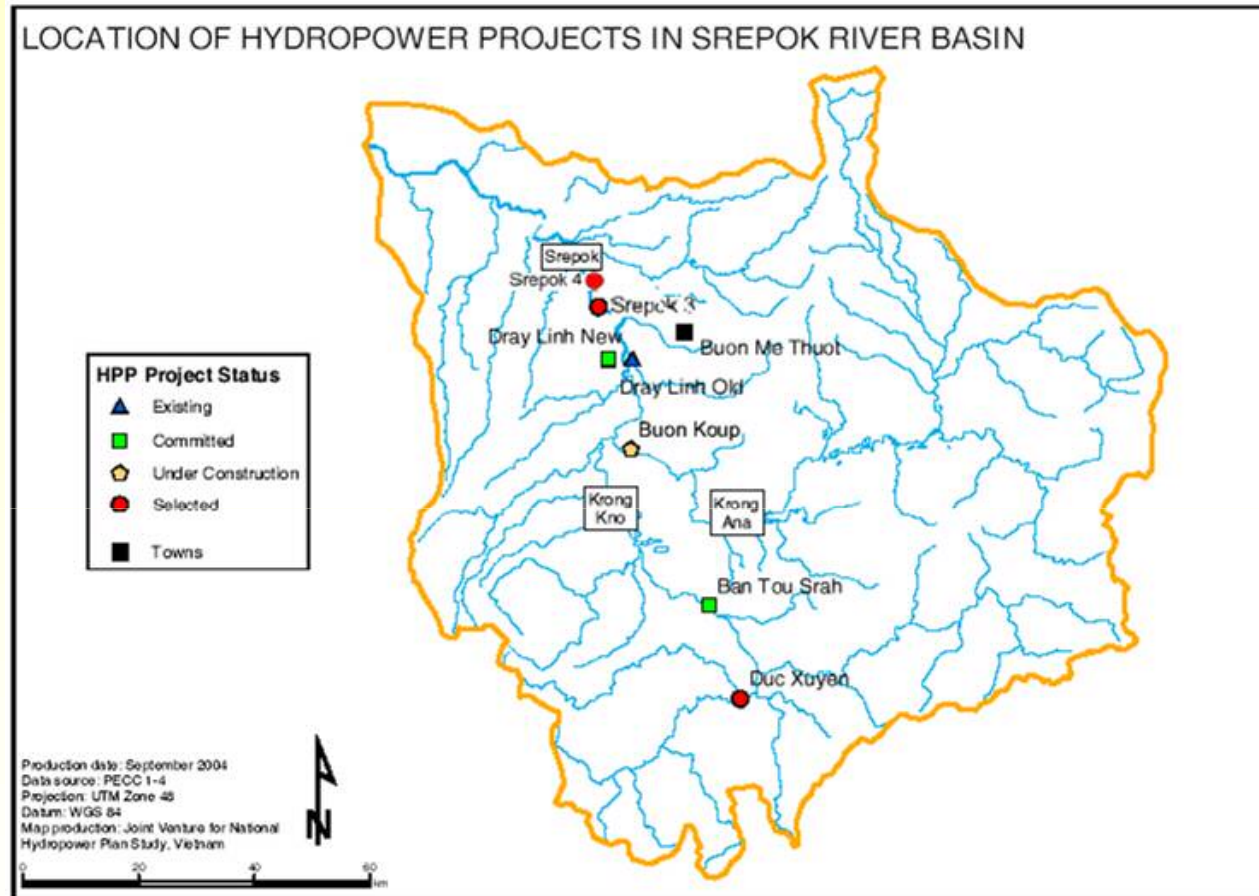 LOCATION OF HYDROPOWER PROJECTS IN SREPOK RIVER BASIN
Srepok
Srepok 4
Srepok 3
Dray Linh New
Buon Me Thuot
Dray Linh Old
Buon Koup
Krong
Kno
Krong
Ana
Ban Tou Srah
Duc Xuyen
HPP Project Status
Existing
Committed
Under Construction
Selected
Towns
Production date: September 2004
Data source: PECC 1-4
Projection: UTM Zone 48
Datum: WGS 84
Map production: Joint Venture for National
Hydropower Plan Study, Vietnam
N
0 20 40 60
km